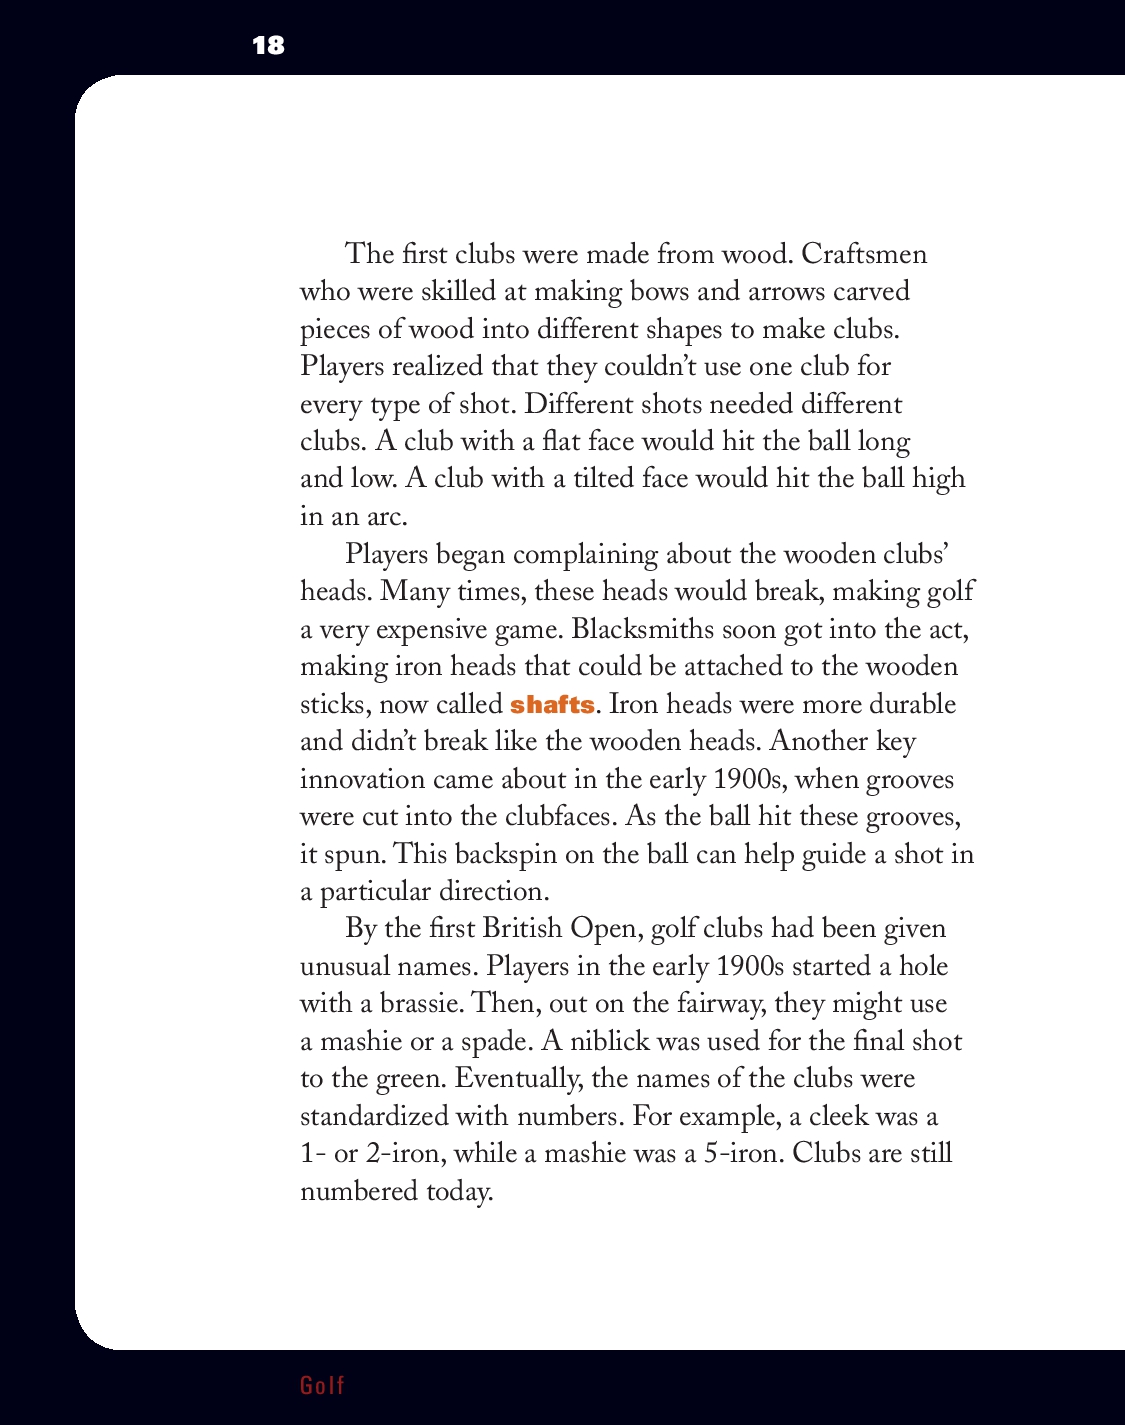 18
The first clubs were made from wood. Craftsmen
who were skilled at making bows and arrows carved
pieces of wood into different shapes to make clubs.
Players realized that they couldn’t use one club for
every type of shot. Different shots needed different
clubs. A club with a flat face would hit the ball long
and low. A club with a tilted face would hit the ball high
in an arc.
Players began complaining about the wooden clubs’
heads. Many times, these heads would break, making golf
a very expensive game. Blacksmiths soon got into the act,
making iron heads that could be attached to the wooden
sticks, now called shafts. Iron heads were more durable
and didn’t break like the wooden heads. Another key
innovation came about in the early 1900s, when grooves
were cut into the clubfaces. As the ball hit these grooves,
it spun. This backspin on the ball can help guide a shot in
a particular direction.
By the first British Open, golf clubs had been given
unusual names. Players in the early 1900s started a hole
with a brassie. Then, out on the fairway, they might use
a mashie or a spade. A niblick was used for the final shot
to the green. Eventually, the names of the clubs were
standardized with numbers. For example, a cleek was a
1- or 2-iron, while a mashie was a 5-iron. Clubs are still
numbered today.
Golf